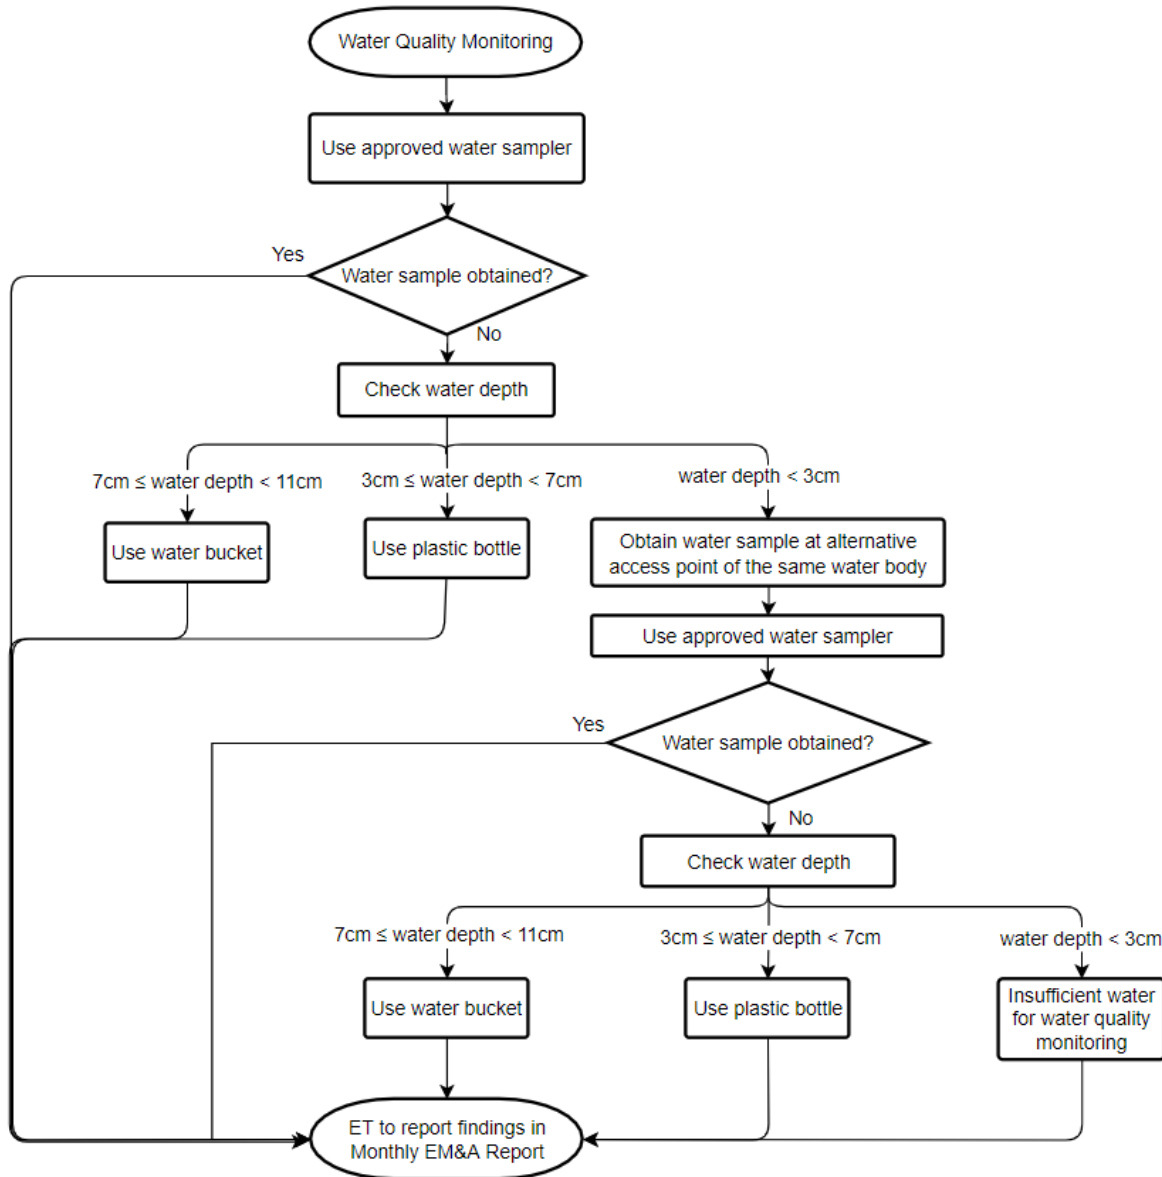 Water Quality Monitoring
Use approved water sampler
Yes
Water sample obtained?
No
Check water depth
7cm ≤ water depth < 11cm
3cm ≤ water depth < 7cm
water depth < 3cm
Use water bucket
Use plastic bottle
Obtain water sample at alternative
access point of the same water body
Use approved water sampler
Yes
Water sample obtained?
No
Check water depth
7cm ≤ water depth < 11cm
3cm ≤ water depth < 7cm
water depth < 3cm
Use water bucket
Use plastic bottle
Insufficient water
for water quality
monitoring
ET to report findings in
Monthly EM&A Report